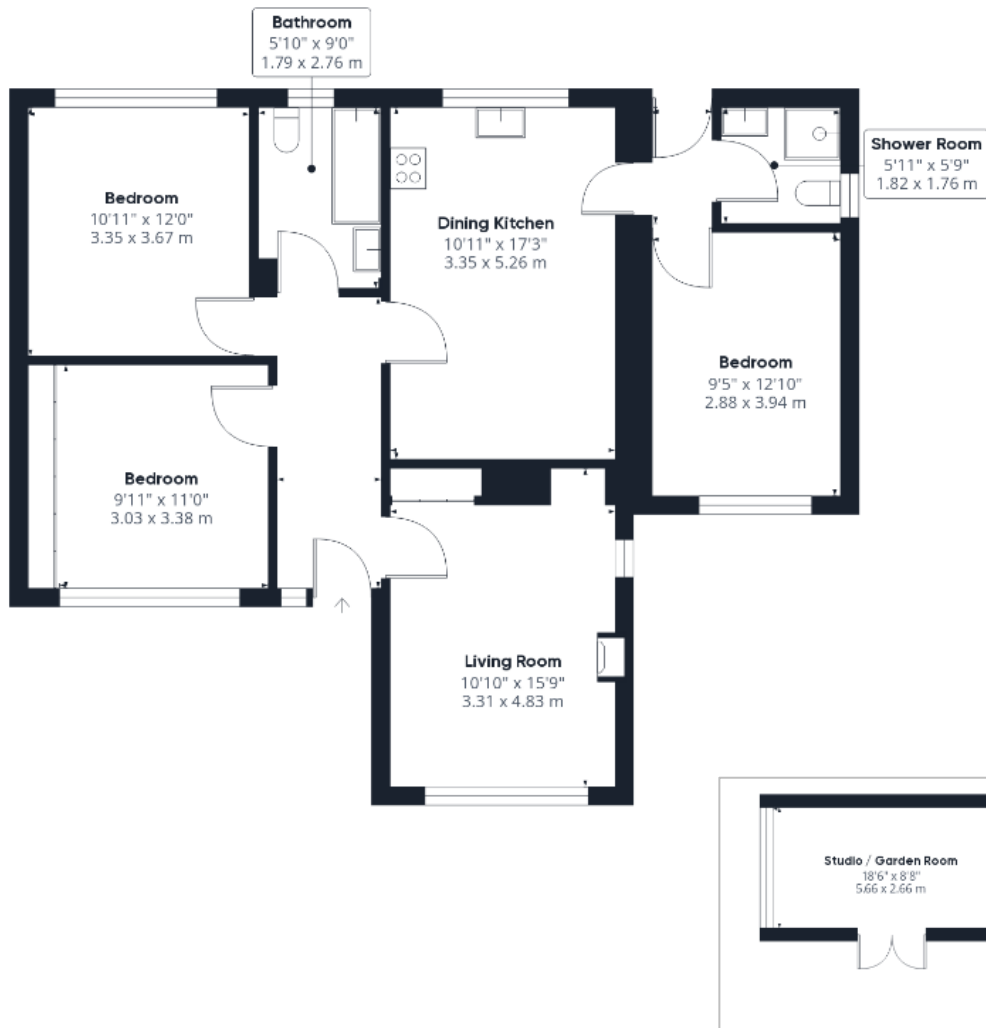 Bathroom
5'10" x 9'0"
1.79 x 2.76 m
Shower Room
5'11" x 5'9"
1.82 x 1.76 m
Bedroom
10'11" x 12'0"
3.35 x 3.67 m
Dining Kitchen
10'11" x 17'3"
3.35 x 5.26 m
Bedroom
9'5" x 12'10"
2.88 x 3.94 m
Bedroom
9'11" x 11'0"
3.03 x 3.38 m
Living Room
10'10" x 15'9"
3.31 x 4.83 m
Studio / Garden Room
18'6" x 8'8"
5.66 x 2.66 m